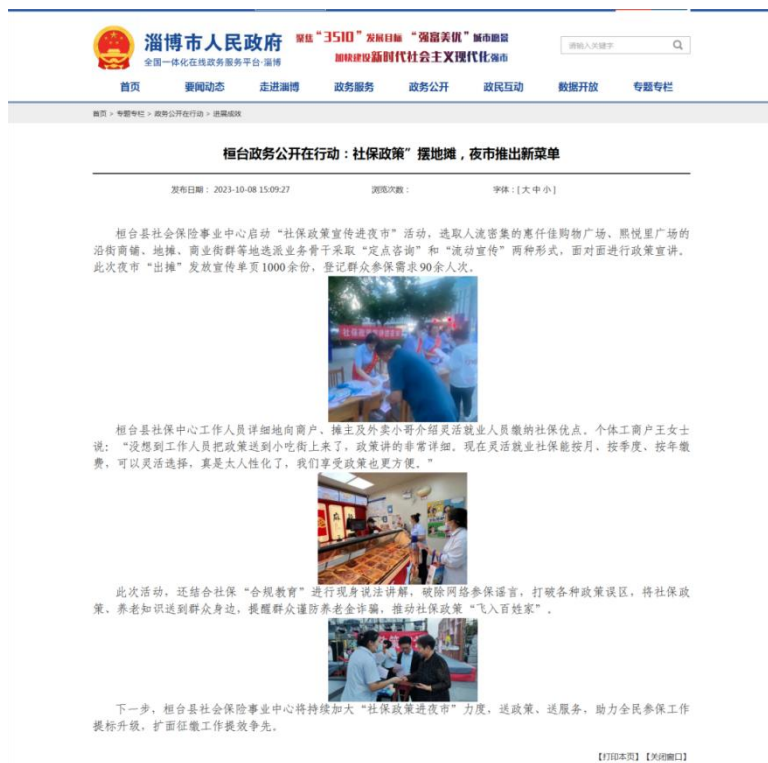 淄博市人民政府
全国一体化在线政务服务平台·淄博
聚焦“3510”发展目标 “强富美优”城市愿景
加快建设新时代社会主义现代化强市
请输入关键字
首页 要闻动态 走进淄博 政务服务 政务公开 政民互动 数据开放 专题专栏
首页 > 专题专栏 > 政务公开在行动 > 进展成效
桓台政务公开在行动：社保政策”摆地摊，夜市推出新菜单
发布日期： 2023-10-08 15:09:27 浏览次数： 字体：[ 大 中 小 ]
桓台县社会保险事业中心启动“社保政策宣传进夜市”活动，选取人流密集的惠仟佳购物广场、熙悦里广场的
沿街商铺、地摊、商业街群等地选派业务骨干采取“定点咨询”和“流动宣传”两种形式，面对面进行政策宣讲。
此次夜市“出摊”发放宣传单页1000余份，登记群众参保需求90余人次。
桓台县社保中心工作人员详细地向商户、摊主及外卖小哥介绍灵活就业人员缴纳社保优点。个体工商户王女士
说：“没想到工作人员把政策送到小吃街上来了，政策讲的非常详细。现在灵活就业社保能按月、按季度、按年缴
费，可以灵活选择，真是太人性化了，我们享受政策也更方便。”
此次活动，还结合社保“合规教育”进行现身说法讲解，破除网络参保谣言，打破各种政策误区，将社保政
策、养老知识送到群众身边，提醒群众谨防养老金诈骗，推动社保政策“飞入百姓家”。
下一步，桓台县社会保险事业中心将持续加大“社保政策进夜市”力度，送政策、送服务，助力全民参保工作
提标升级，扩面征缴工作提效争先。
【打印本页】 【关闭窗口】